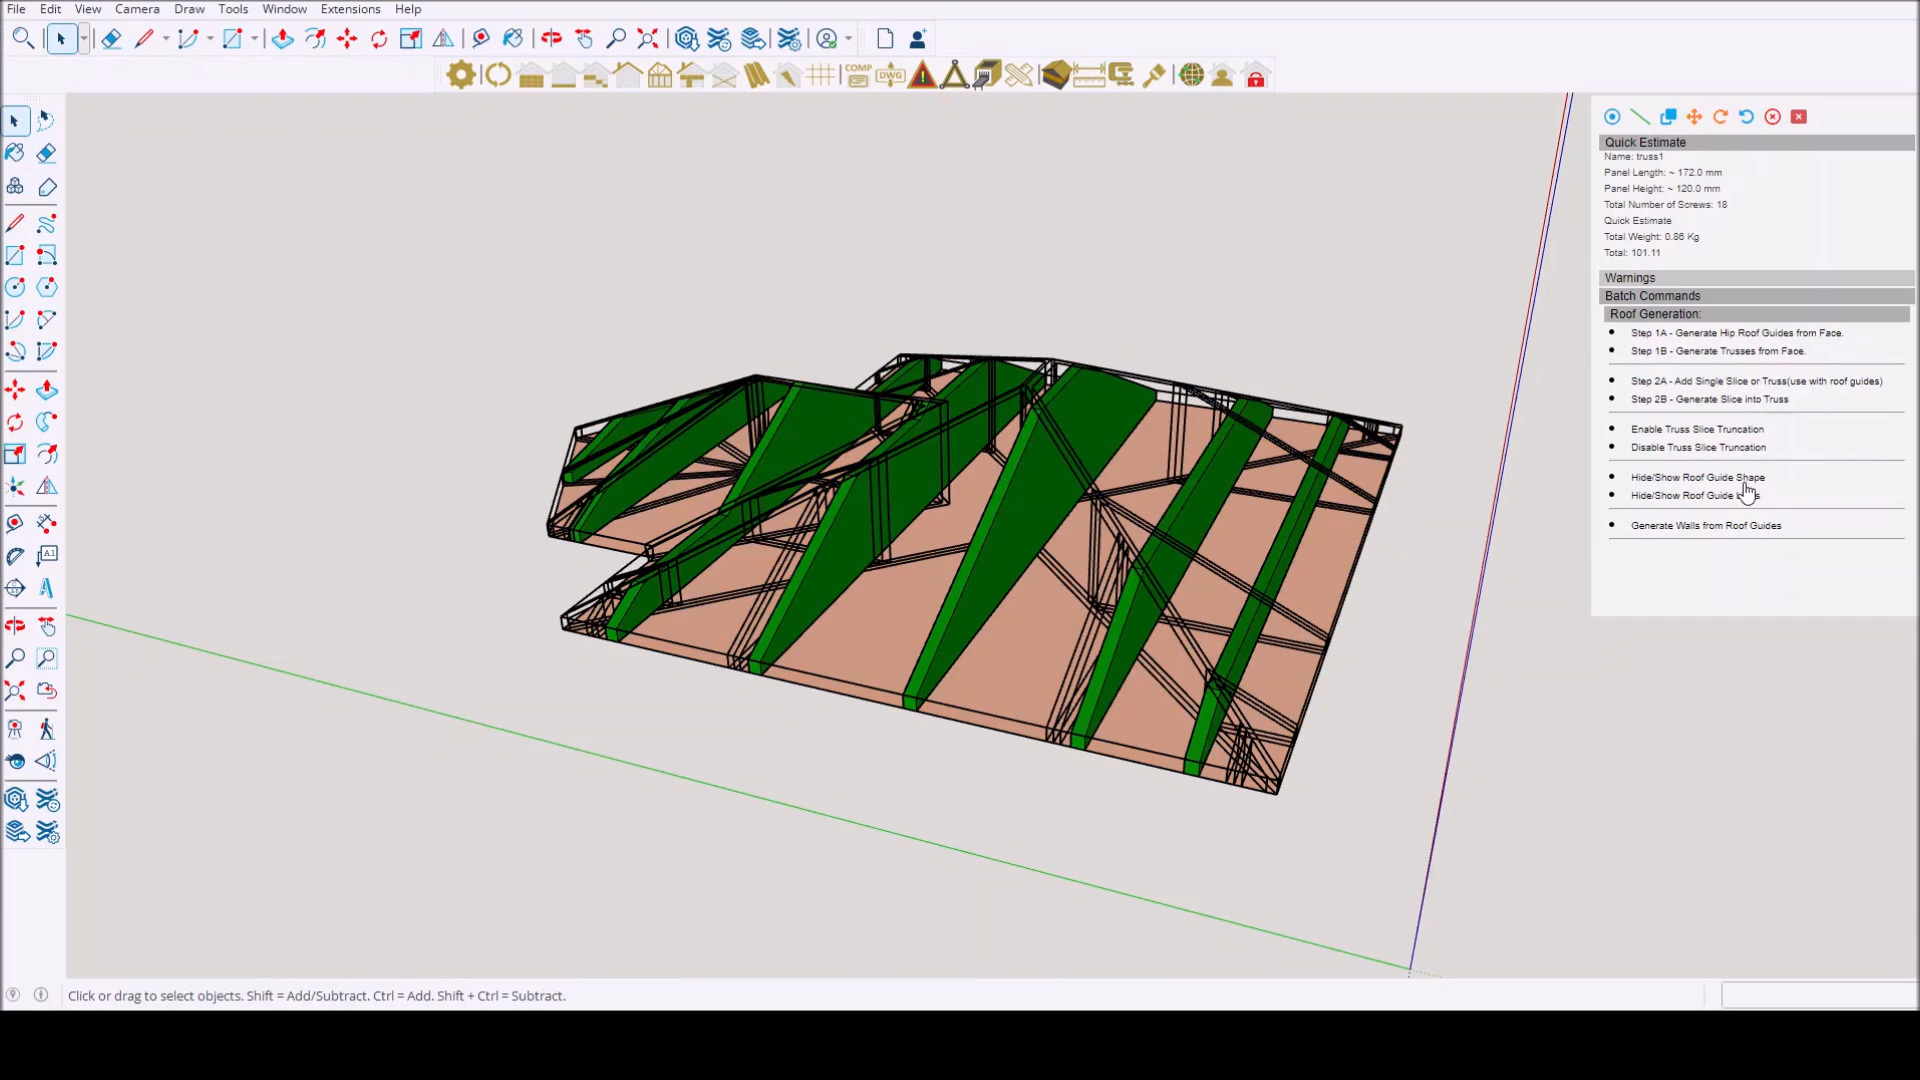 File Edit View Camera Draw Tools Window Extensions Help
COMP DWG
A1
Quick Estimate
Name: truss1
Panel Length: ~ 172.0 mm
Panel Height: ~ 120.0 mm
Total Number of Screws: 18
Quick Estimate
Total Weight: 0.86 Kg
Total: 101.11
Warnings
Batch Commands
Roof Generation:
Step 1A - Generate Hip Roof Guides from Face.
Step 1B - Generate Trusses from Face.
Step 2A - Add Single Slice or Truss(use with roof guides)
Step 2B - Generate Slice into Truss
Enable Truss Slice Truncation
Disable Truss Slice Truncation
Hide/Show Roof Guide Shape
Hide/Show Roof Guide
Generate Walls from Roof Guides
Click or drag to select objects. Shift = Add/Subtract. Ctrl = Add. Shift + Ctrl = Subtract.